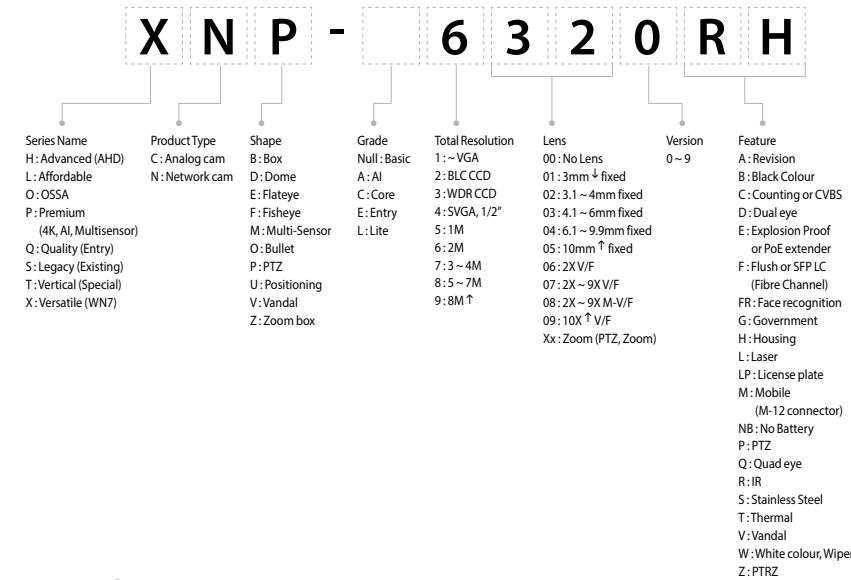 XNP- 6320RH
Series Name
H : Advanced (AHD)
L : Affordable
O : OSSA
P : Premium
(4K, AI, Multisensor)
Q : Quality (Entry)
S : Legacy (Existing)
T : Vertical (Special)
X : Versatile (WN7)
Product Type
C : Analog cam
N : Network cam
Shape
B : Box
D : Dome
E : Flateye
F : Fisheye
M : Multi-Sensor
O : Bullet
P : PTZ
U : Positioning
V : Vandal
Z : Zoom box
Grade
Null : Basic
A : AI
C : Core
E : Entry
L : Lite
Total Resolution
1 : ~ VGA
2 : BLC CCD
3 : WDR CCD
4 : SVGA, 1/2"
5 : 1M
6 : 2M
7 : 3 ~ 4M
8 : 5 ~ 7M
9 : 8M ↑
Lens
00 : No Lens
01 : 3mm ↓ fixed
02 : 3.1 ~ 4mm fixed
03 : 4.1 ~ 6mm fixed
04 : 6.1 ~ 9.9mm fixed
05 : 10mm ↑ fixed
06 : 2X V/F
07 : 2X ~ 9X V/F
08 : 2X ~ 9X M-V/F
09 : 10X ↑ V/F
Xx : Zoom (PTZ, Zoom)
Version
0 ~ 9
Feature
A : Revision
B : Black Colour
C : Counting or CVBS
D : Dual eye
E : Explosion Proof
or PoE extender
F : Flush or SFP LC
(Fibre Channel)
FR : Face recognition
G : Government
H : Housing
L : Laser
LP : License plate
M : Mobile
(M-12 connector)
NB : No Battery
P : PTZ
Q : Quad eye
R : IR
S : Stainless Steel
T : Thermal
V : Vandal
W : White colour, Wiper
Z : PTRZ